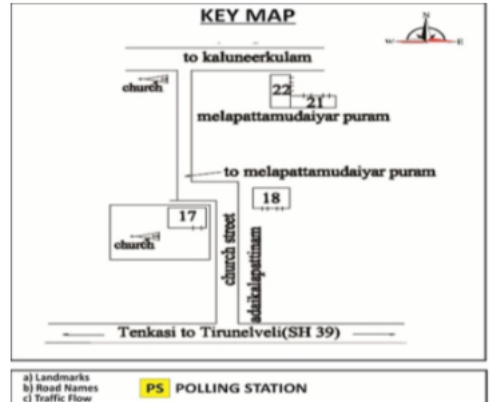 KEY MAP
N
W
E
to kaluneerkulam
church
22
21
melapattamudaiyar puram
to melapattamudaiyar puram
18
17
church
church street
adaikalapattinam
Tenkasi to Tirunelveli(SH 39)
a) Landmarks
b) Road Names
c) Traffic Flow
PS POLLING STATION